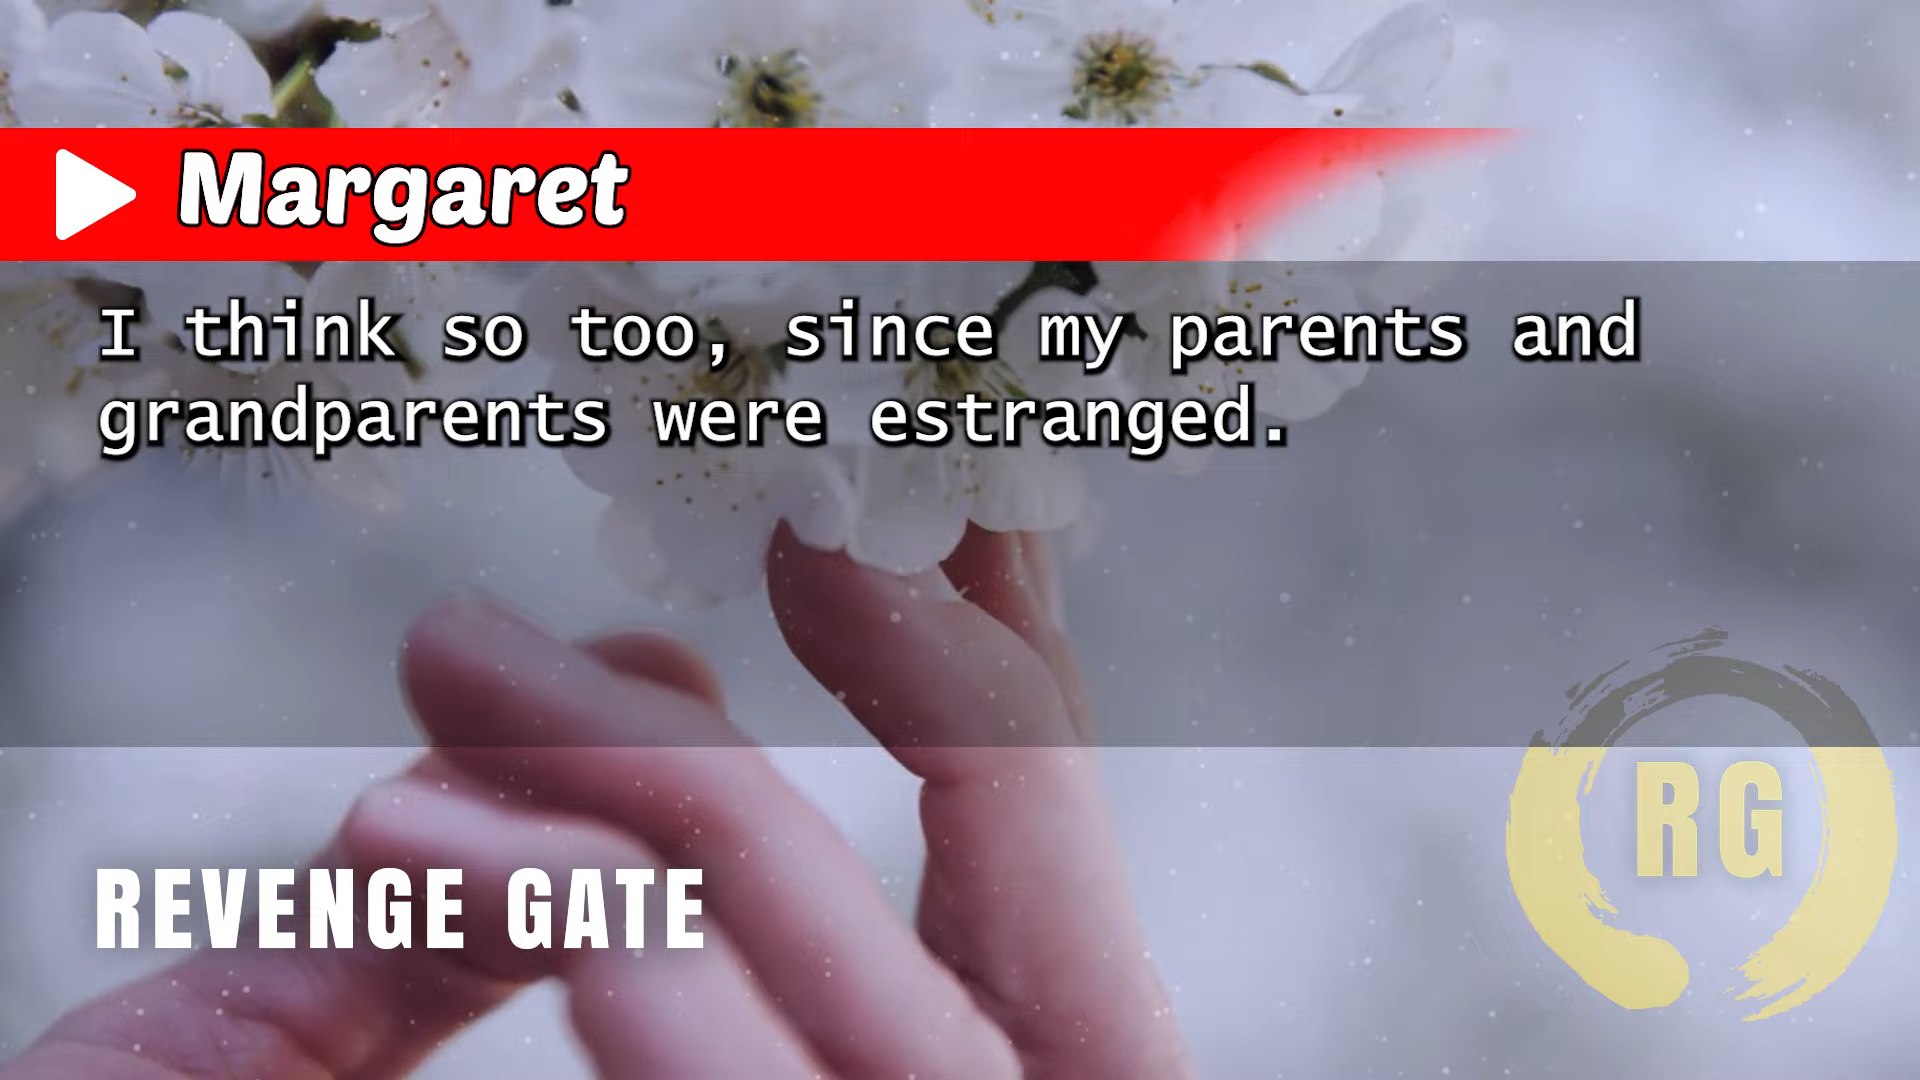 Margaret
I think so too, since my parents and
grandparents were estranged.
RG
REVENGE GATE